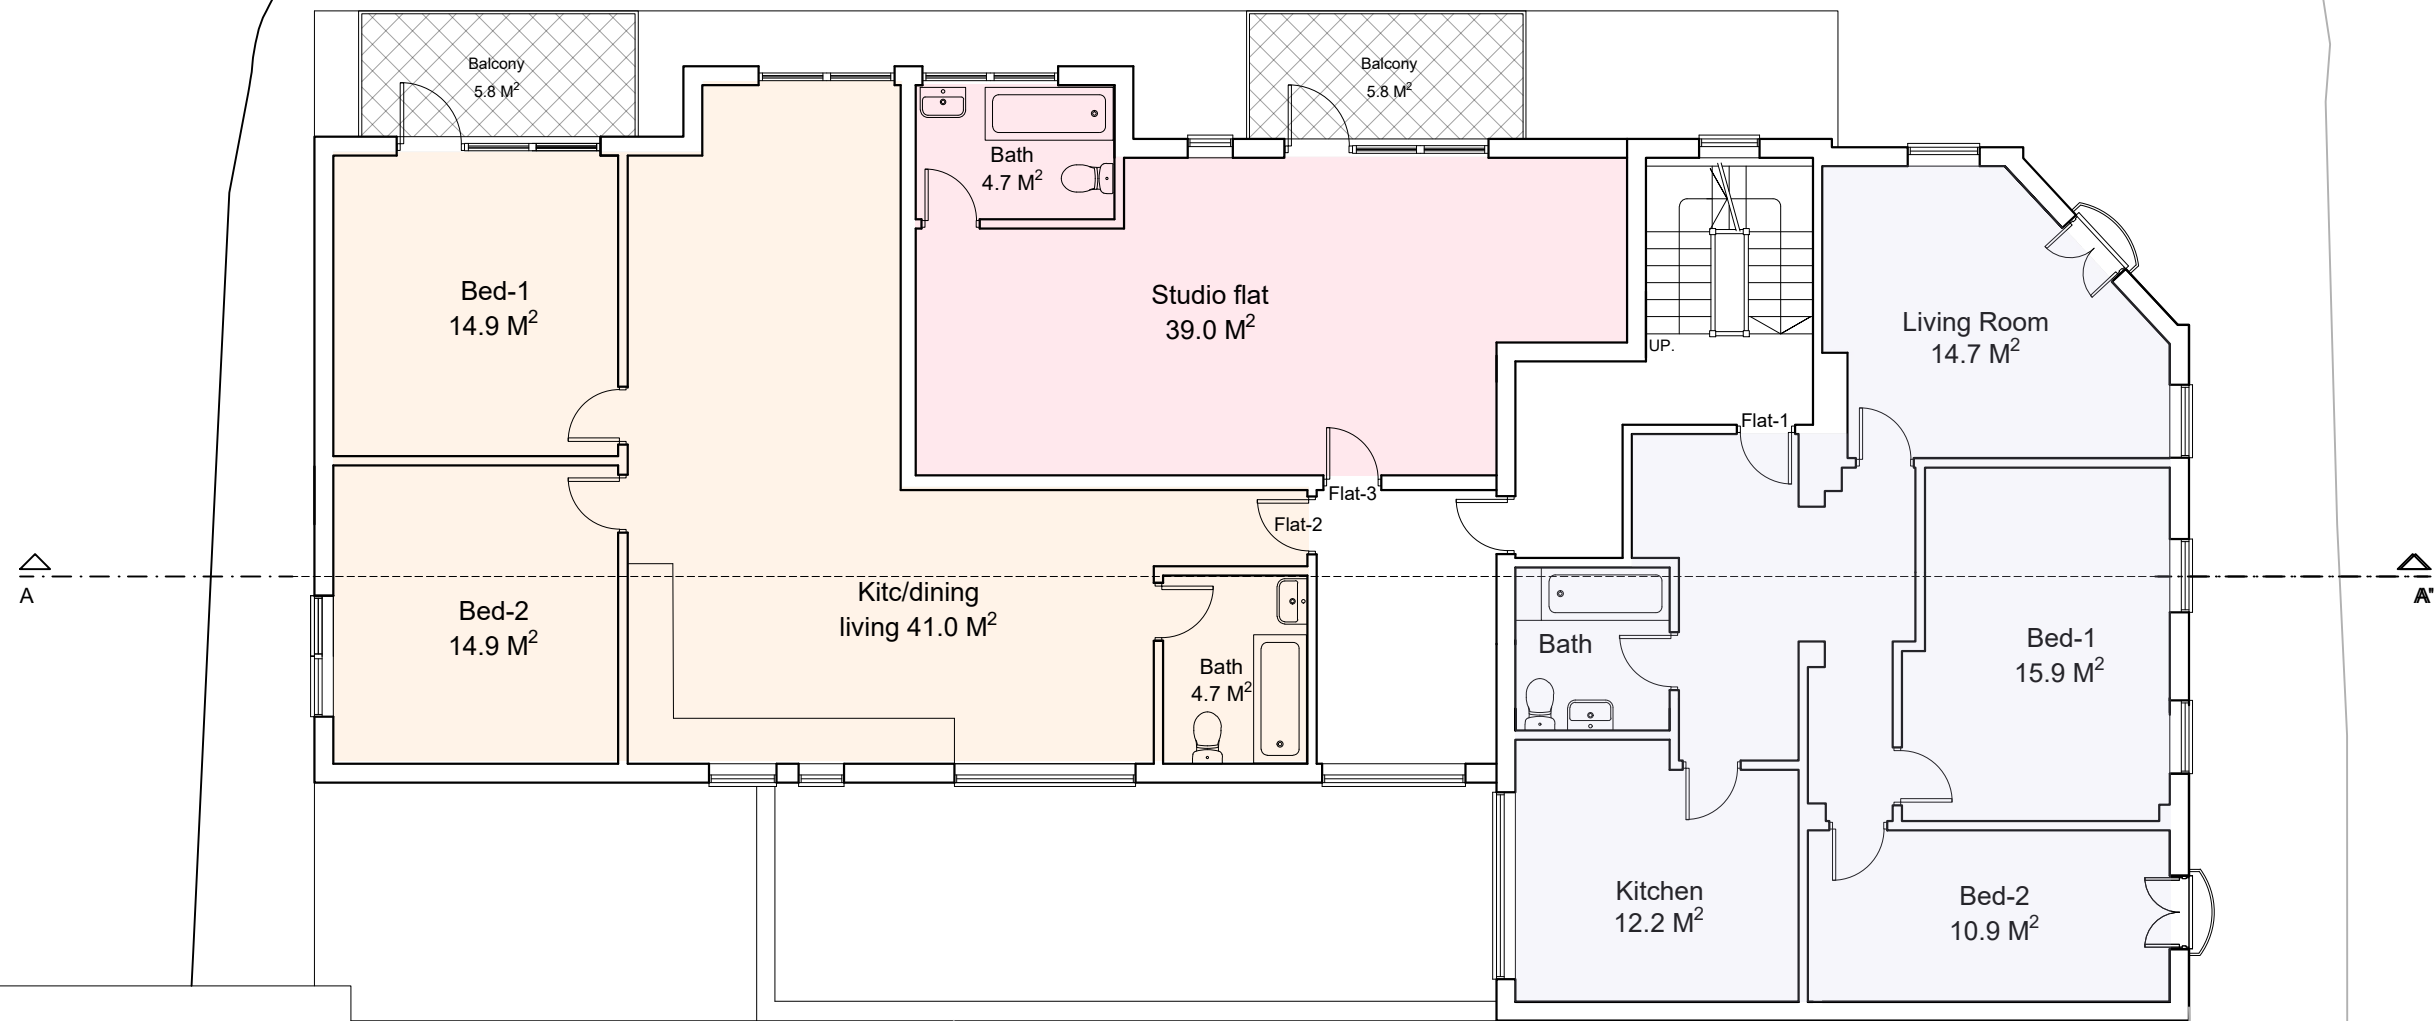 Balcony
5.8 M²
Balcony
5.8 M²
Bath
4.7 M²
Bed-1
14.9 M²
Studio flat
39.0 M²
UP.
Living Room
14.7 M²
Flat-1
Flat-3
Flat-2
A
A"
Bed-2
14.9 M²
Kitc/dining
living 41.0 M²
Bath
4.7 M²
Bath
Bed-1
15.9 M²
Kitchen
12.2 M²
Bed-2
10.9 M²